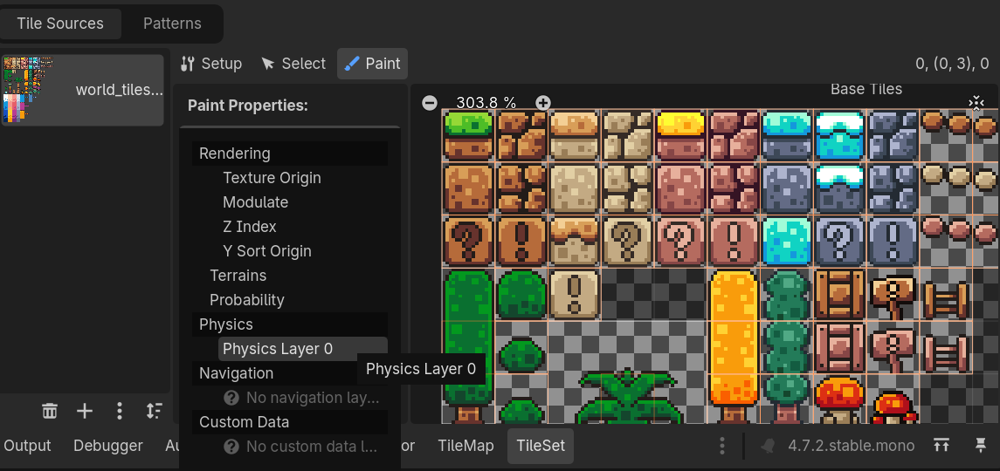 Tile Sources
Patterns
world_tiles...
Setup
Select
Paint
0, (0, 3), 0
Paint Properties:
Rendering
Texture Origin
Modulate
Z Index
Y Sort Origin
Terrains
Probability
Physics
Physics Layer 0
Navigation
No navigation lay...
Custom Data
No custom data l...
Physics Layer 0
303.8 %
Base Tiles
Output
Debugger
Au
or
TileMap
TileSet
4.7.2.stable.mono